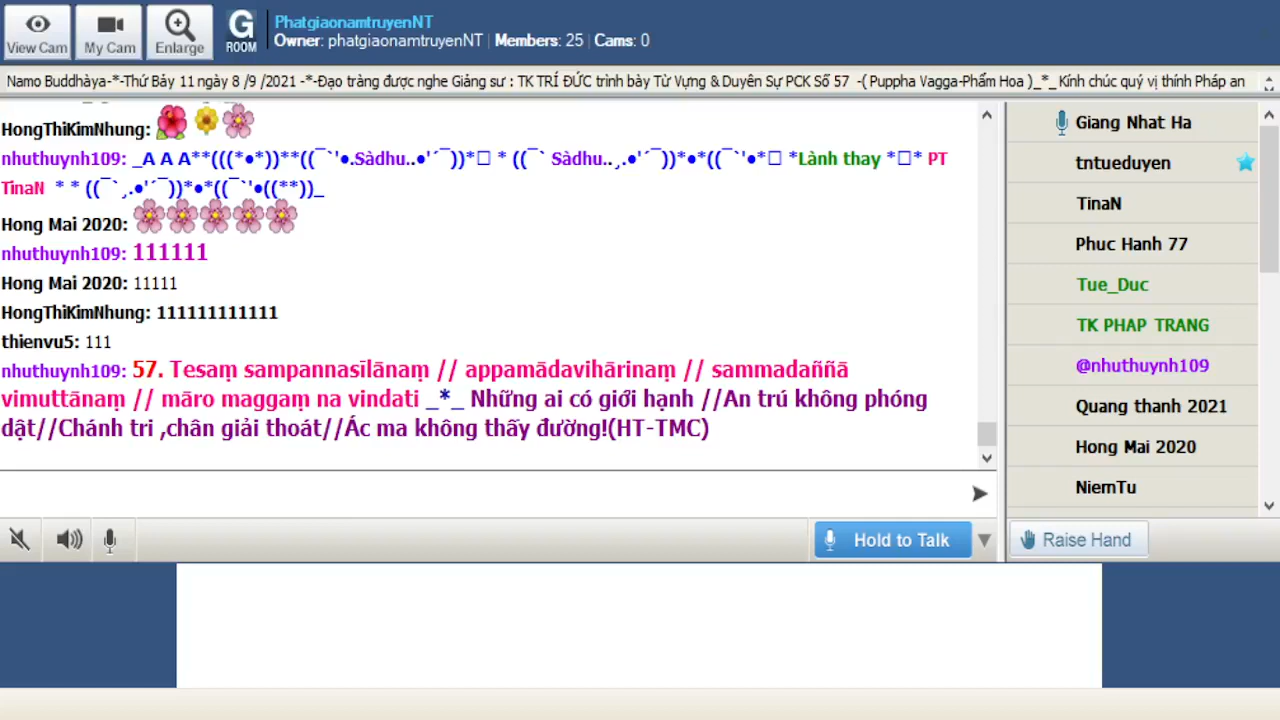 PhatgiaonamtruyenNT
Owner: phatgiaonamtruyenNT | Members: 25 | Cams: 0
View Cam
My Cam
Enlarge
G
ROOM
Namo Buddhàya-*-Thứ Bảy 11 ngày 8 /9 /2021 -*-Đạo tràng được nghe Giảng sư : TK TRÍ ĐỨC trình bày Từ Vựng & Duyên Sự PCK Số 57 -( Puppha Vagga-Phẩm Hoa )_*_Kính chúc quý vị thính Pháp an
HongThiKimNhung:
nhuthuynh109: _A A A**(((*•*))**((¯`'•.Sàdhu..•'´¯))*□ * ((¯` Sàdhu..¸.•'´¯))*•*((¯`'•*□ *Lành thay *□* PT
TinaN * * ((¯`¸.•'´¯))*•*((¯`'•((**))_
Hong Mai 2020:
nhuthuynh109: 111111
Hong Mai 2020: 11111
HongThiKimNhung: 111111111111
thienvu5: 111
nhuthuynh109: 57. Tesaṃ sampannasīlānaṃ // appamādavihārinaṃ // sammadaññā
vimuttānaṃ // māro maggaṃ na vindati _*_ Những ai có giới hạnh //An trú không phóng
dật//Chánh tri ,chân giải thoát//Ác ma không thấy đường!(HT-TMC)
Giang Nhat Ha
tntueduyen
TinaN
Phuc Hanh 77
Tue_Duc
TK PHAP TRANG
@nhuthuynh109
Quang thanh 2021
Hong Mai 2020
NiemTu
Hold to Talk
Raise Hand